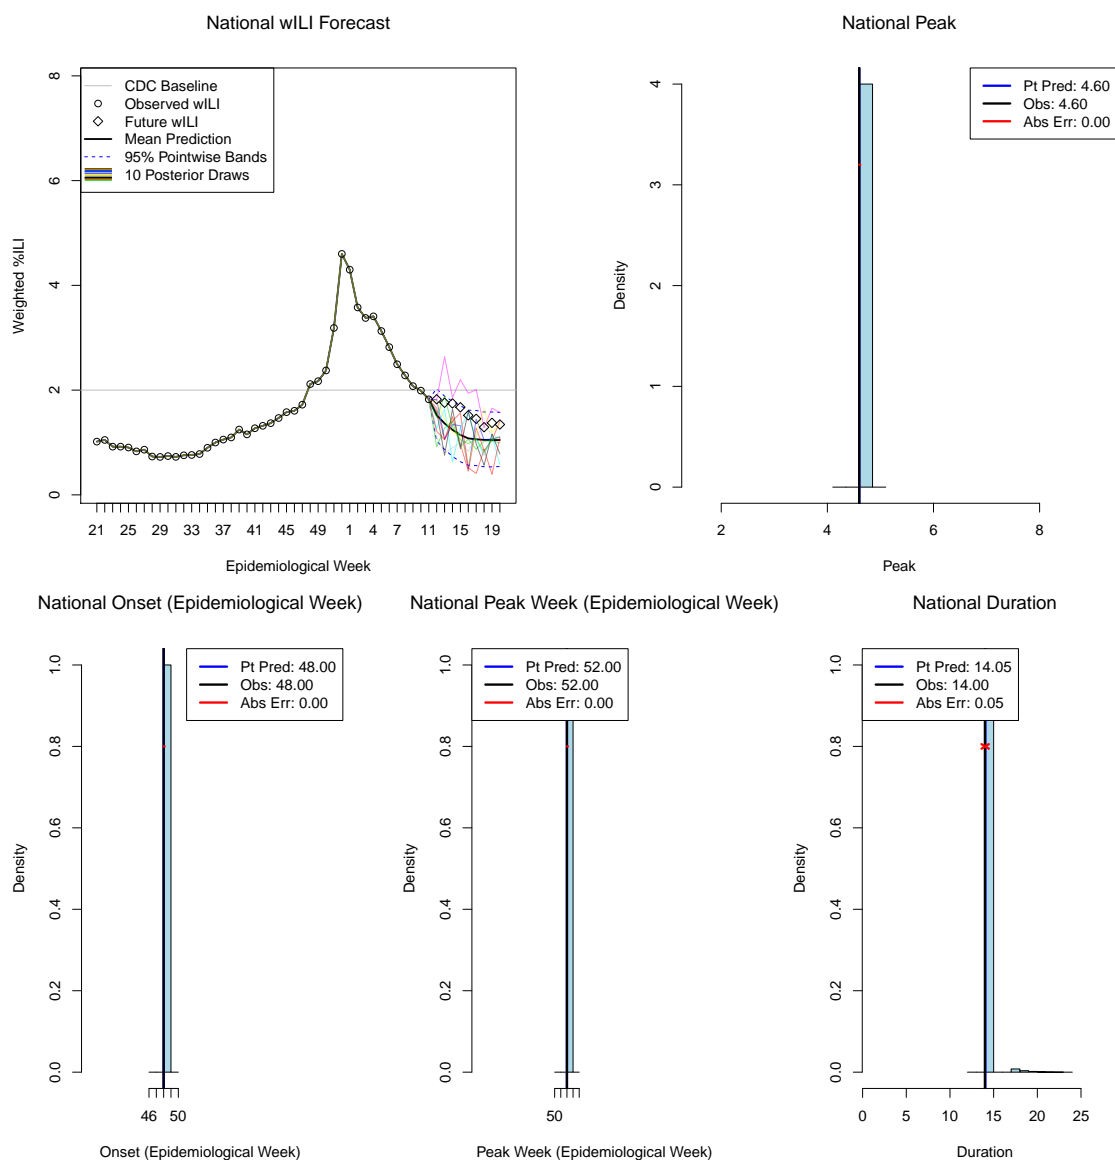 National wILI Forecast
8
6
4
2
0
Weighted %ILI
CDC Baseline
Observed wILI
Future wILI
Mean Prediction
95% Pointwise Bands
10 Posterior Draws
21 25 29 33 37 41 45 49 1 4 7 11 15 19
Epidemiological Week
National Peak
4
3
2
1
0
Density
Pt Pred: 4.60
Obs: 4.60
Abs Err: 0.00
2 4 6 8
Peak
National Onset (Epidemiological Week)
1.0
0.8
0.6
0.4
0.2
0.0
Density
Pt Pred: 48.00
Obs: 48.00
Abs Err: 0.00
46 50
Onset (Epidemiological Week)
National Peak Week (Epidemiological Week)
1.0
0.8
0.6
0.4
0.2
0.0
Density
Pt Pred: 52.00
Obs: 52.00
Abs Err: 0.00
50
Peak Week (Epidemiological Week)
National Duration
1.0
0.8
0.6
0.4
0.2
0.0
Density
Pt Pred: 14.05
Obs: 14.00
Abs Err: 0.05
0 5 10 15 20 25
Duration